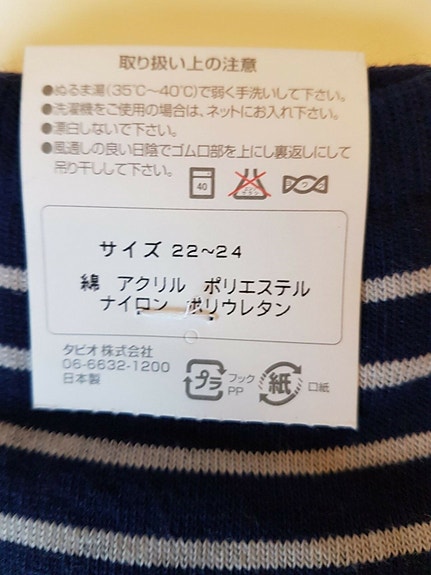 取り扱い上の注意
●ぬるま湯(35℃~40℃)で弱く手洗いして下さい。
●洗濯機をご使用の場合は、ネットにお入れ下さい。
●漂白しないで下さい。
●風通しの良い日陰でゴムロ部を上にし裏返しにして
吊り干しして下さい。
40
サイズ 22~24
綿 アクリル ポリエステル
ナイロン ポリウレタン
タビオ株式会社
06-6632-1200
日本製
プラ
フック
PP
紙
口紙